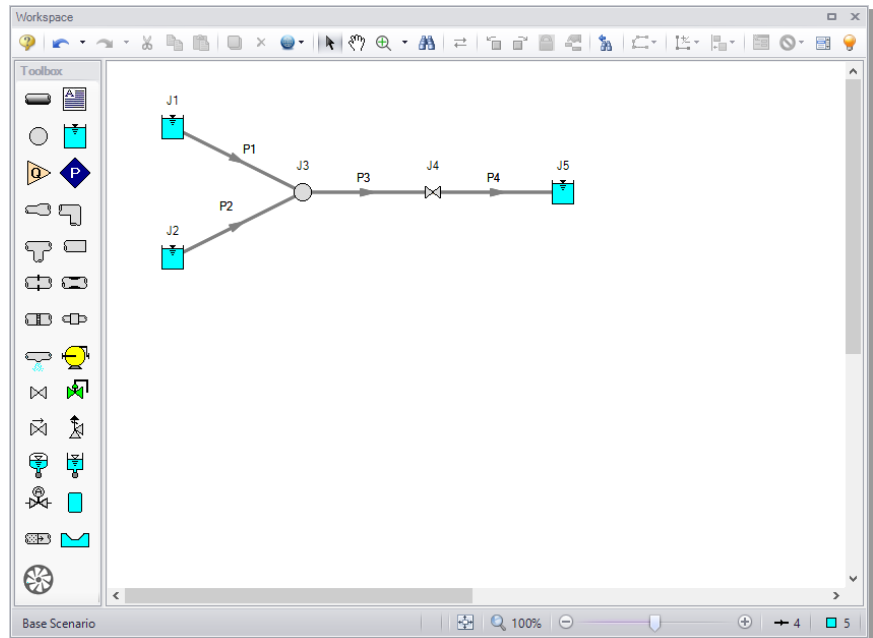 Workspace
Toolbox
J1
P1
J3
J4
J5
P3
P4
P2
J2
Q
P
A
Base Scenario
100%
4
5